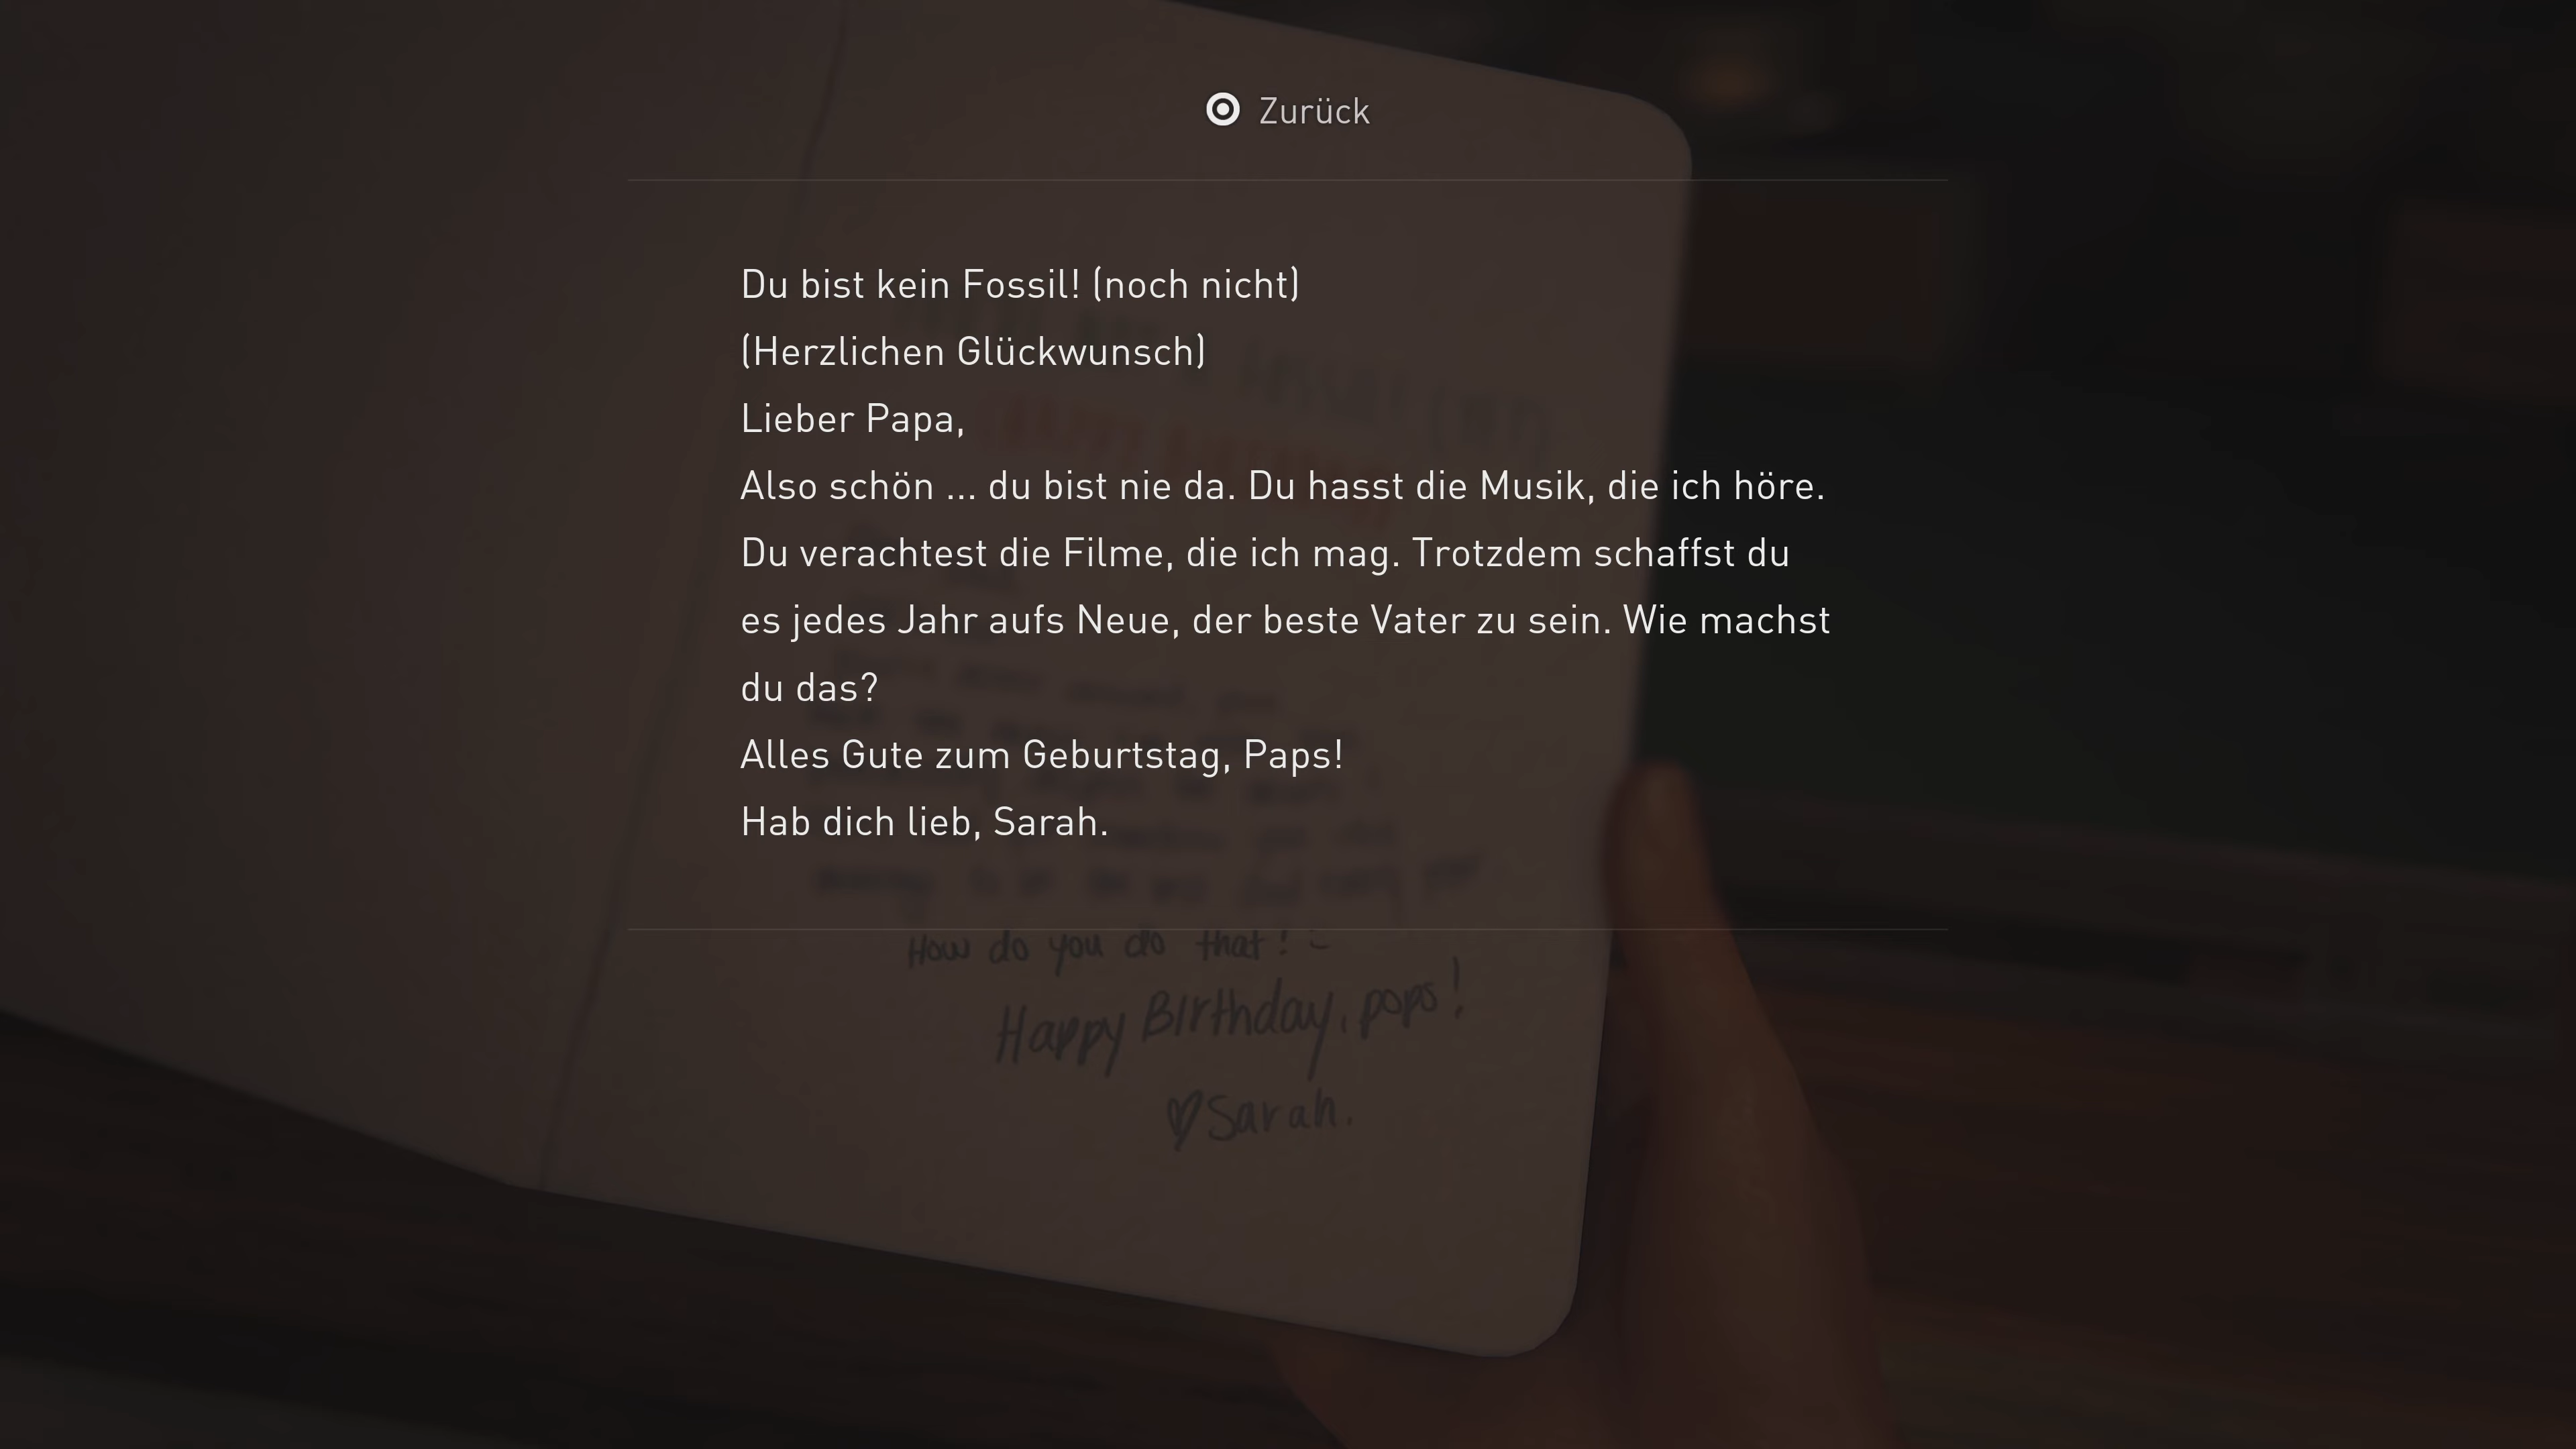 Zurück
Du bist kein Fossil! (noch nicht)
(Herzlichen Glückwunsch)
Lieber Papa,
Also schön ... du bist nie da. Du hasst die Musik, die ich höre.
Du verachtest die Filme, die ich mag. Trotzdem schaffst du
es jedes Jahr aufs Neue, der beste Vater zu sein. Wie machst
du das?
Alles Gute zum Geburtstag, Paps!
Hab dich lieb, Sarah.
How do you do that!
Happy Birthday, pops!
Sarah.